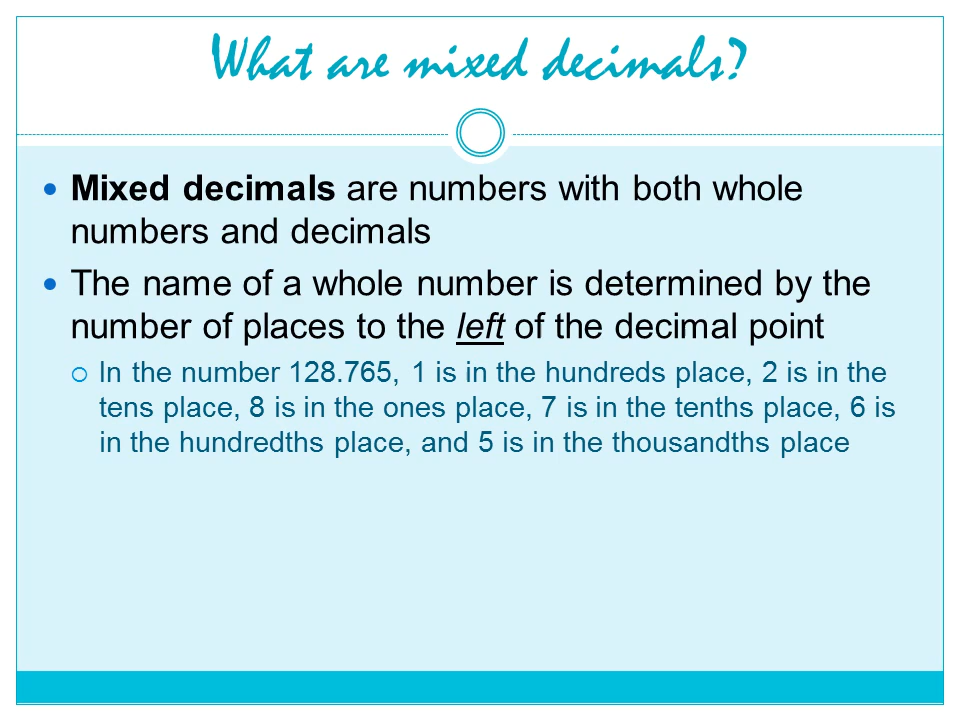 What are mixed decimals?
Mixed decimals are numbers with both whole
numbers and decimals
The name of a whole number is determined by the
number of places to the left of the decimal point
In the number 128.765, 1 is in the hundreds place, 2 is in the
tens place, 8 is in the ones place, 7 is in the tenths place, 6 is
in the hundredths place, and 5 is in the thousandths place